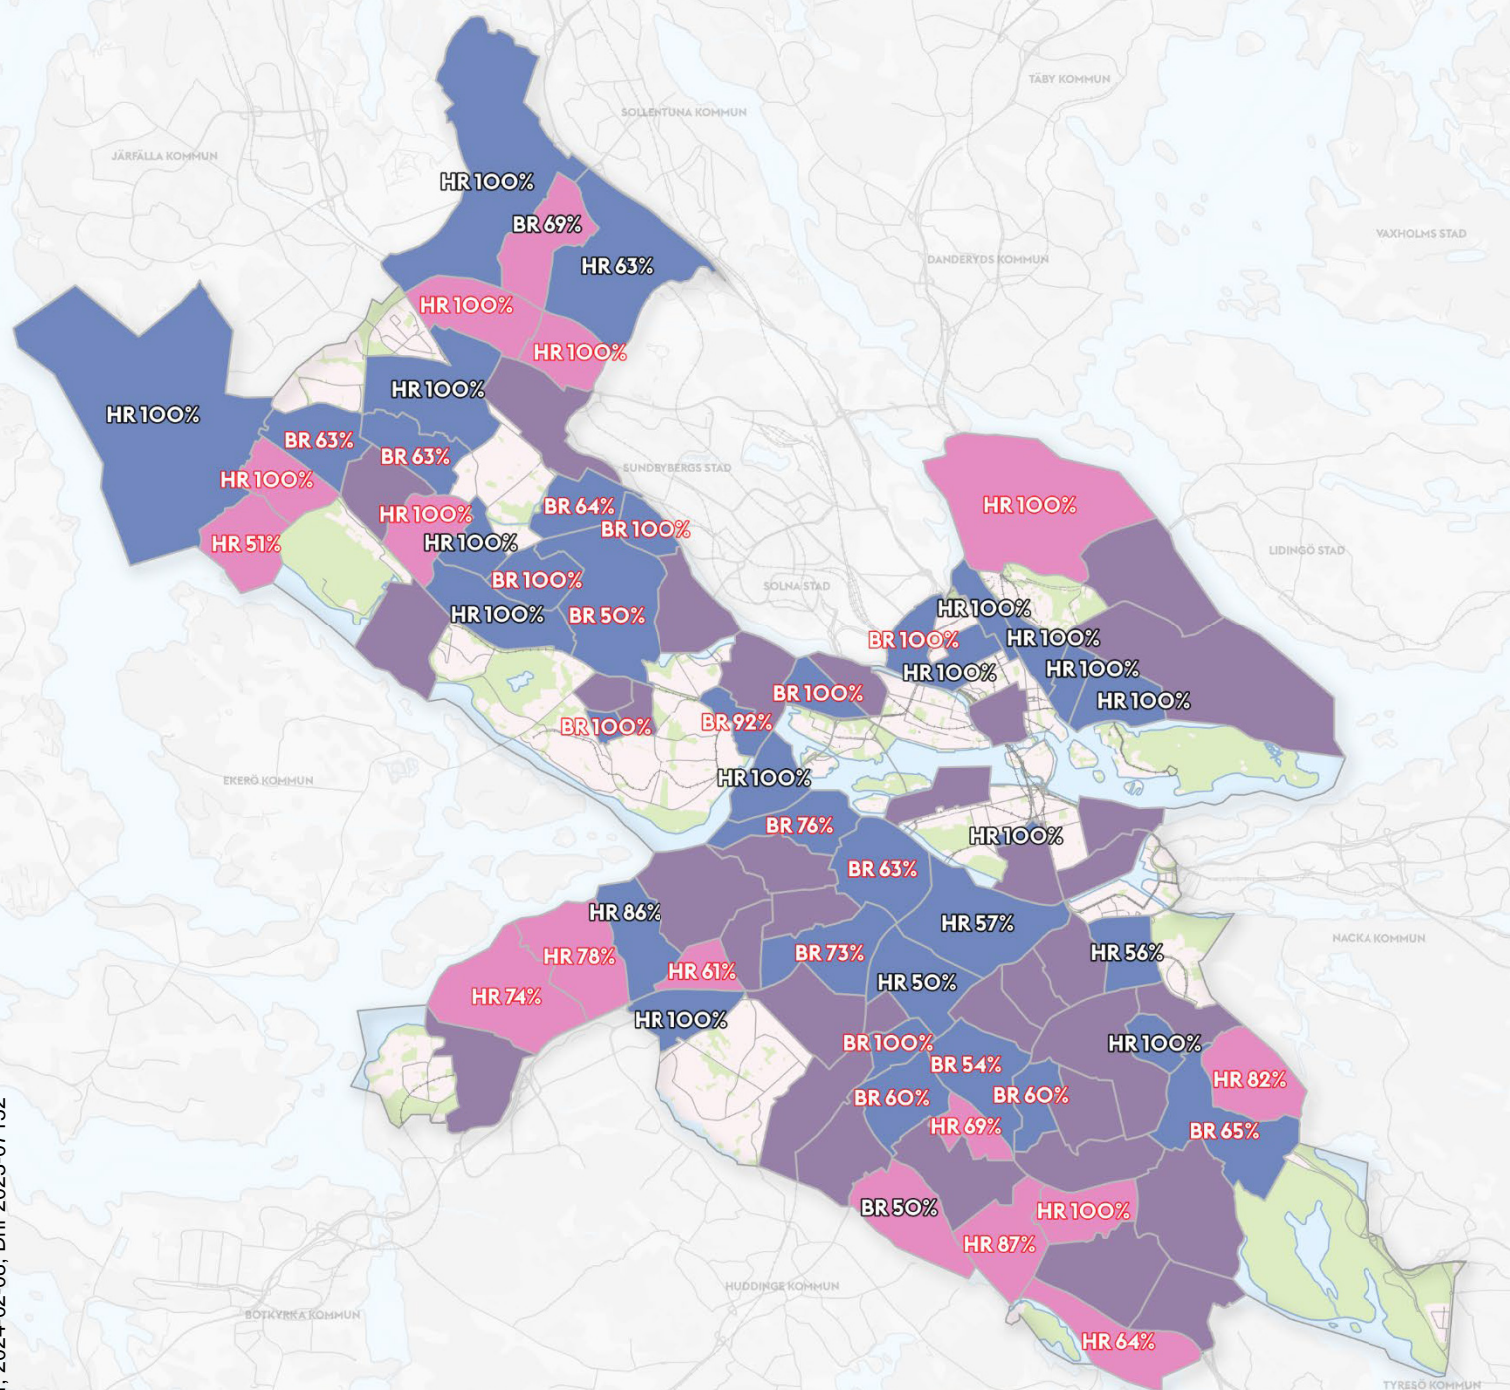 TÄBY KOMMUN
SOLLENTUNA KOMMUN
JÄRFÄLLA KOMMUN
HR 100%
BR 69%
VAXHOLMS STAD
DANDERYDS KOMMUN
HR 63%
HR 100%
HR 100%
HR 100%
HR 100%
BR 63%
BR 63%
SUNDBYBERGS STAD
HR 100%
BR 64%
HR 100%
HR 100%
BR 100%
HR 51%
HR 100%
LIDINGÖ STAD
BR 100%
SOLNA STAD
HR 100%
HR 100%
BR 50%
BR 100%
HR 100%
HR 100%
HR 100%
BR 100%
HR 100%
BR 100%
BR 92%
EKERÖ KOMMUN
HR 100%
BR 76%
HR 100%
BR 63%
HR 86%
HR 57%
NACKA KOMMUN
HR 78%
BR 73%
HR 56%
HR 61%
HR 50%
HR 74%
HR 100%
BR 100%
HR 100%
BR 54%
HR 82%
BR 60%
BR 60%
HR 69%
BR 65%
BR 50%
HR 100%
HR 87%
HUDDINGE KOMMUN
BOTKYRKA KOMMUN
HR 64%
TYRESÖ KOMMUN